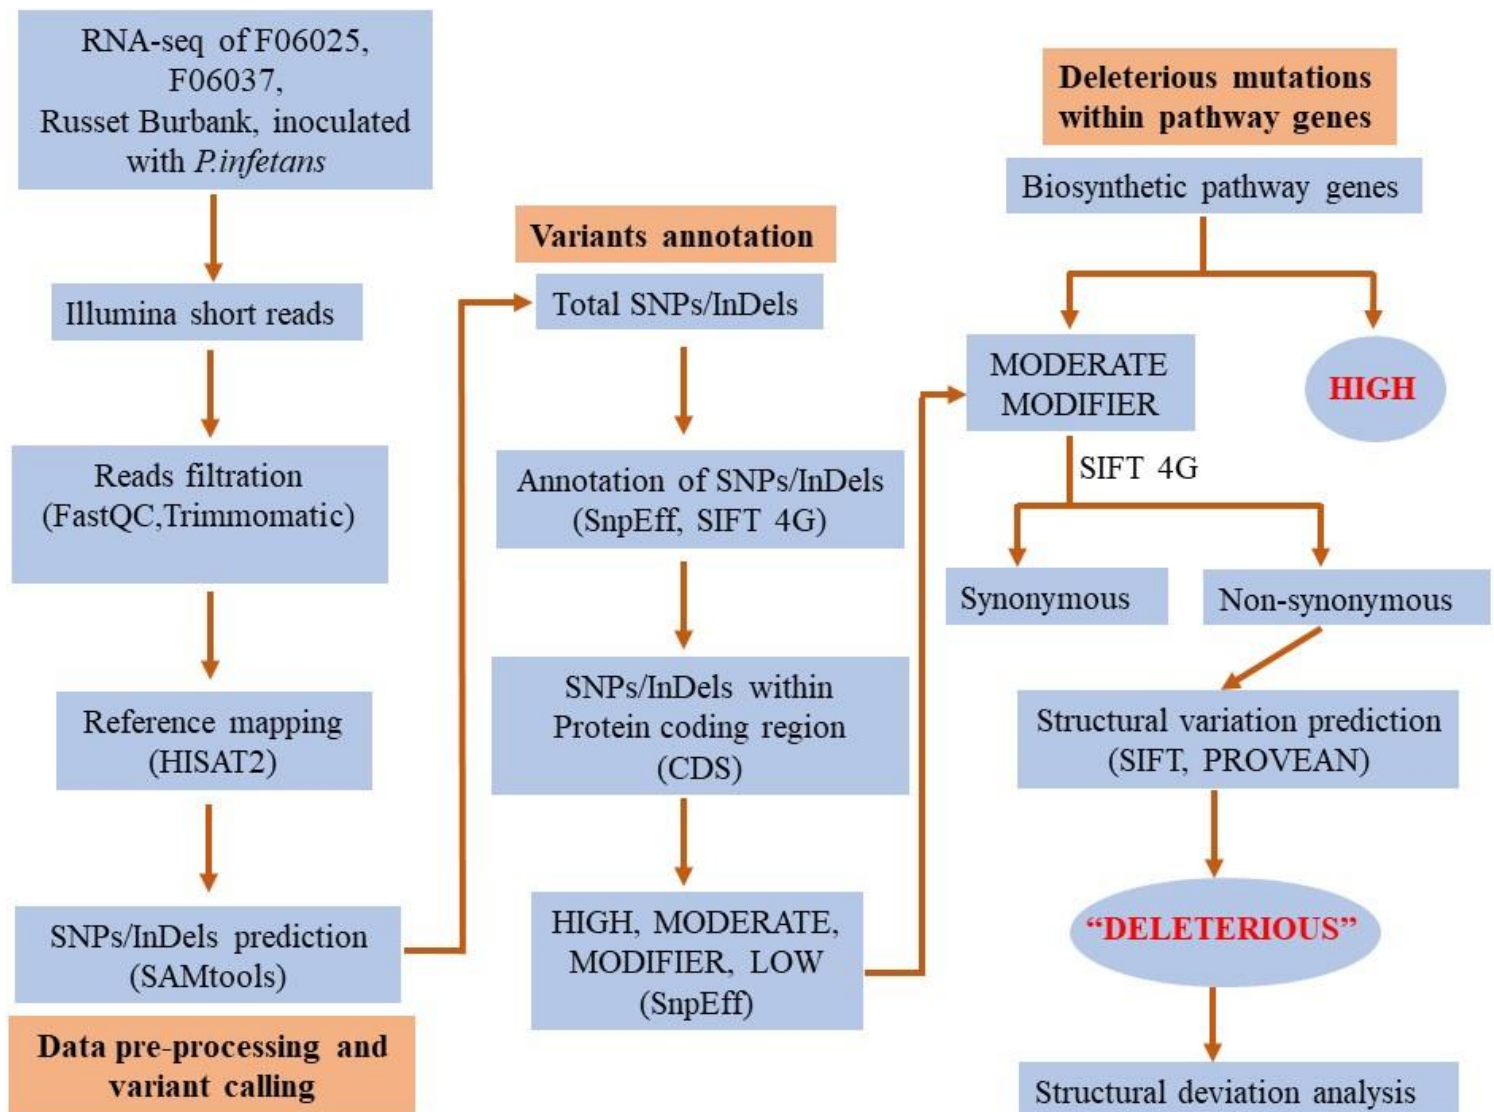 RNA-seq of F06025,
F06037,
Russet Burbank, inoculated
with P.infetans
Illumina short reads
Reads filtration
(FastQC,Trimmomatic)
Reference mapping
(HISAT2)
SNPs/InDels prediction
(SAMtools)
Data pre-processing and
variant calling
Variants annotation
Total SNPs/InDels
Annotation of SNPs/InDels
(SnpEff, SIFT 4G)
SNPs/InDels within
Protein coding region
(CDS)
HIGH, MODERATE,
MODIFIER, LOW
(SnpEff)
Deleterious mutations
within pathway genes
Biosynthetic pathway genes
MODERATE
MODIFIER
HIGH
SIFT 4G
Synonymous
Non-synonymous
Structural variation prediction
(SIFT, PROVEAN)
“DELETERIOUS”
Structural deviation analysis